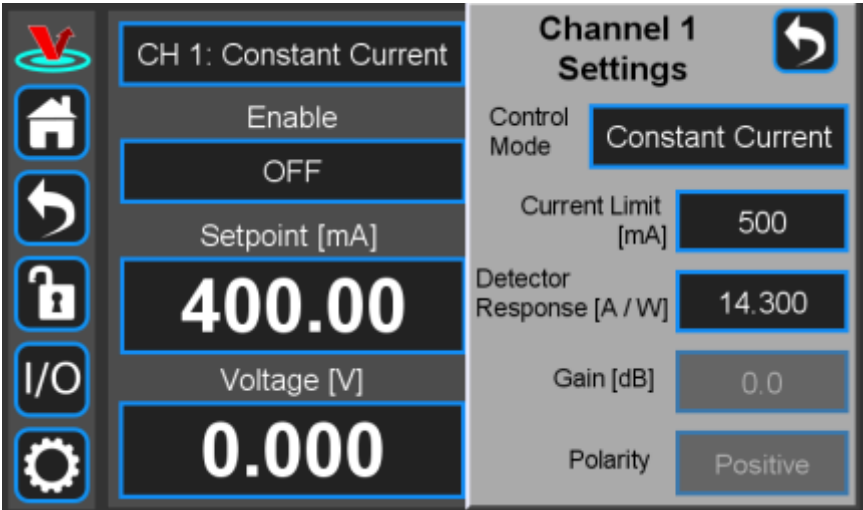 CH 1: Constant Current
Enable
OFF
Setpoint [mA]
400.00
Voltage [V]
0.000
I/O
Channel 1
Settings
Control
Mode
Constant Current
Current Limit
[mA]
500
Detector
Response [A / W]
14.300
Gain [dB]
0.0
Polarity
Positive